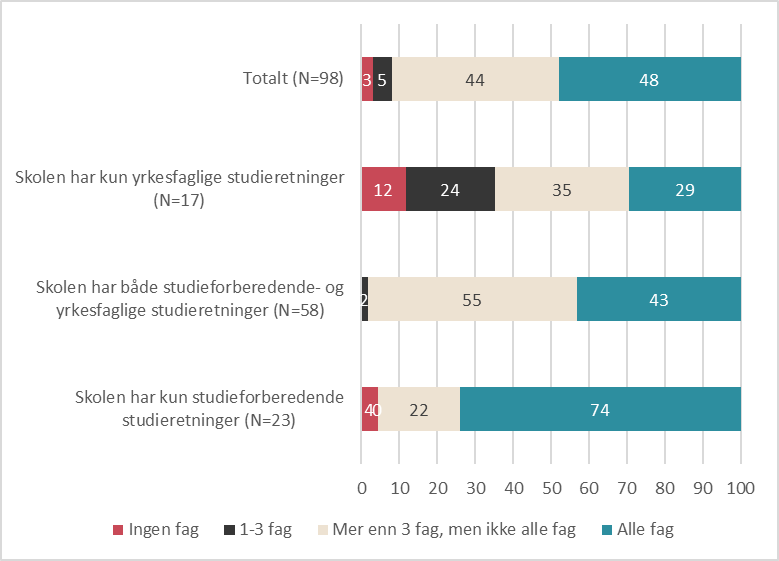 Totalt (N=98)
3 5 44 48
Skolen har kun yrkesfaglige studieretninger
(N=17)
12 24 35 29
Skolen har både studieforberedende- og
yrkesfaglige studieretninger (N=58)
2 55 43
Skolen har kun studieforberedende
studieretninger (N=23)
4 0 22 74
0 10 20 30 40 50 60 70 80 90 100
Ingen fag 1-3 fag Mer enn 3 fag, men ikke alle fag Alle fag